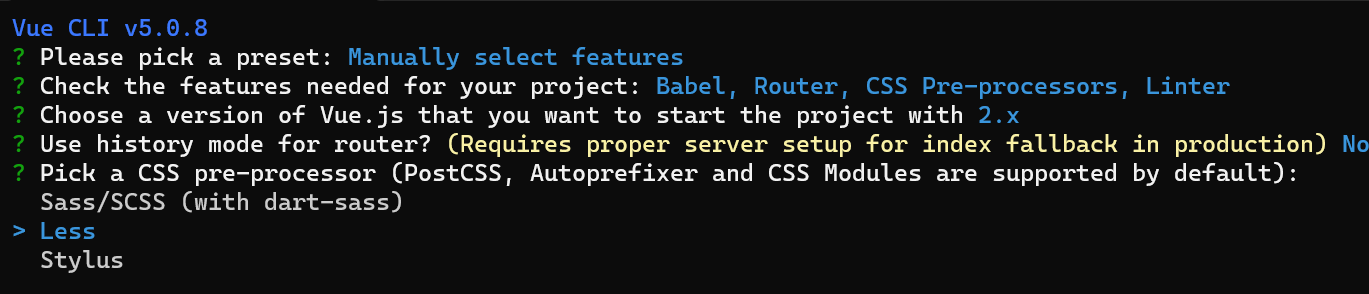 Vue CLI v5.0.8
? Please pick a preset: Manually select features
? Check the features needed for your project: Babel, Router, CSS Pre-processors, Linter
? Choose a version of Vue.js that you want to start the project with 2.x
? Use history mode for router? (Requires proper server setup for index fallback in production) No
? Pick a CSS pre-processor (PostCSS, Autoprefixer and CSS Modules are supported by default):
  Sass/SCSS (with dart-sass)
> Less
  Stylus